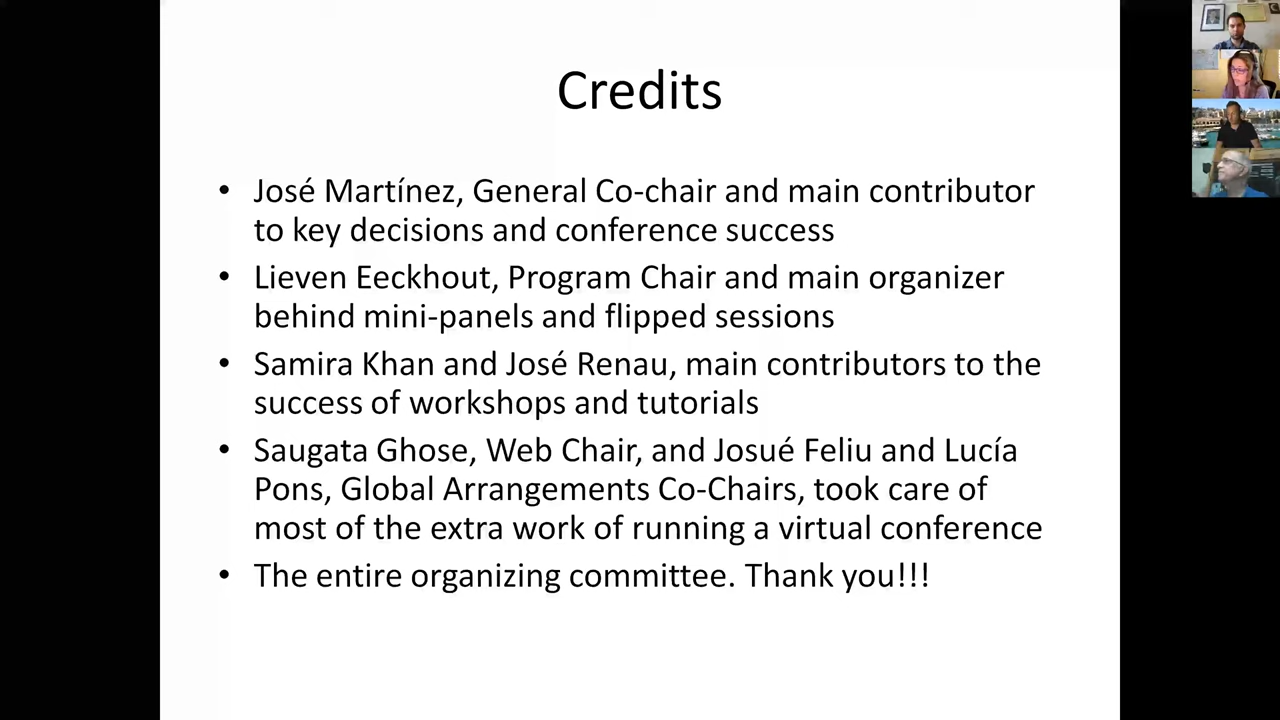 Credits
• José Martínez, General Co-chair and main contributor
to key decisions and conference success
• Lieven Eeckhout, Program Chair and main organizer
behind mini-panels and flipped sessions
• Samira Khan and José Renau, main contributors to the
success of workshops and tutorials
• Saugata Ghose, Web Chair, and Josué Feliu and Lucía
Pons, Global Arrangements Co-Chairs, took care of
most of the extra work of running a virtual conference
• The entire organizing committee. Thank you!!!